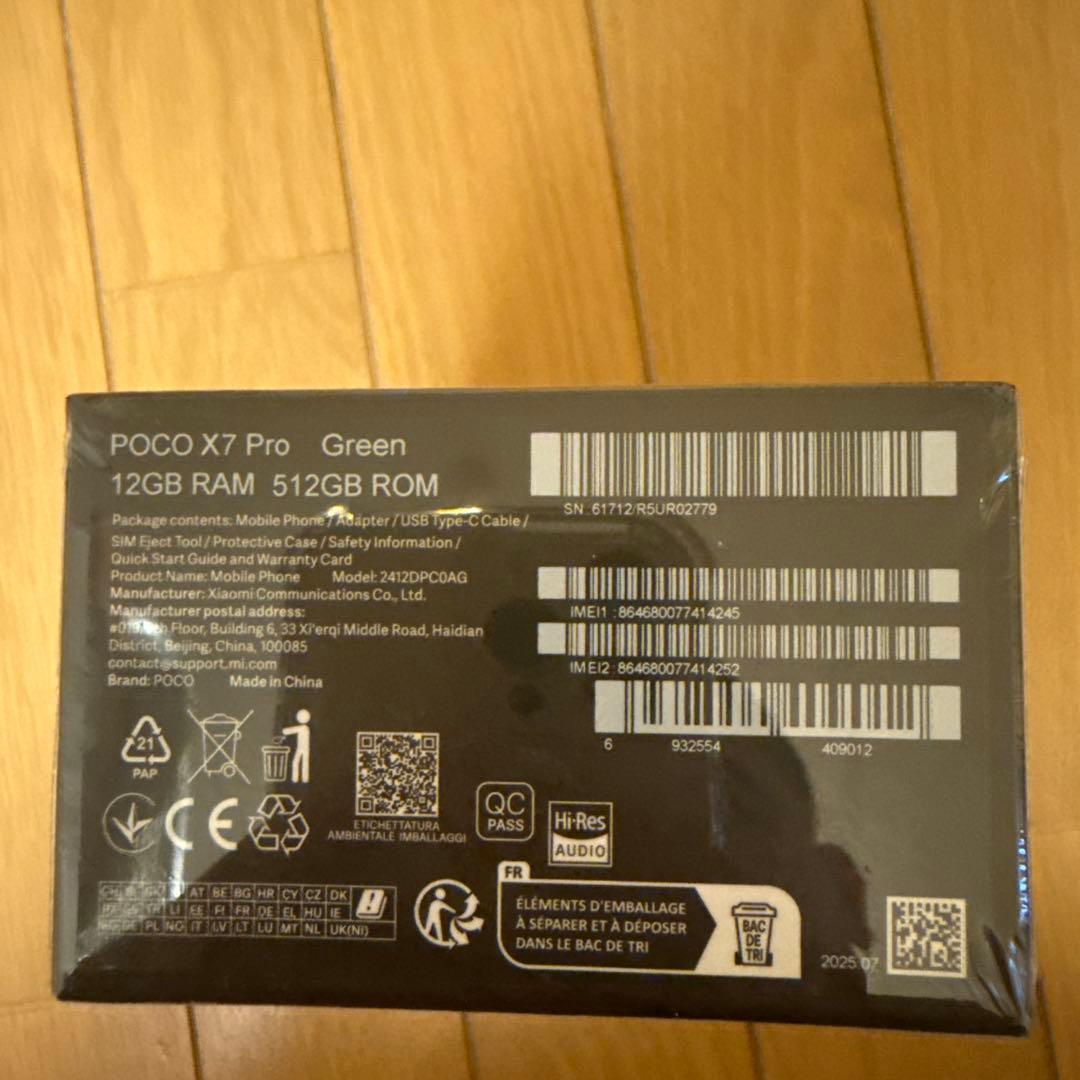 POCO X7 Pro Green
12GB RAM 512GB ROM
Package contents: Mobile Phone / Adapter / USB Type-C Cable /
SIM Eject Tool / Protective Case / Safety Information /
Quick Start Guide and Warranty Card
Product Name: Mobile Phone Model: 2412DPC0AG
Manufacturer: Xiaomi Communications Co., Ltd.
Manufacturer postal address:
Floor, Building 6, 33 Xi'erqi Middle Road, Haidian
District, Beijing, China, 100085
contact@support.mi.com
Brand: POCO Made in China
SN 61712/R5UR02779
IMEI1 :864680077414245
IMEI2 :864680077414252
6 932554 409012
21
PAP
ETICHETTATURA
AMBIENTALE IMBALLAGGI
CE
QC
PASS
Hi-Res
AUDIO
CH AT BE BG HR CY CZ DK
LI EE FI FR DE EL HU IE
PL NO IT LV LT LU MT NL UK(NI)
FR
ÉLÉMENTS D'EMBALLAGE
À SÉPARER ET À DÉPOSER
DANS LE BAC DE TRI
BAC
DE
TRI
2025.07